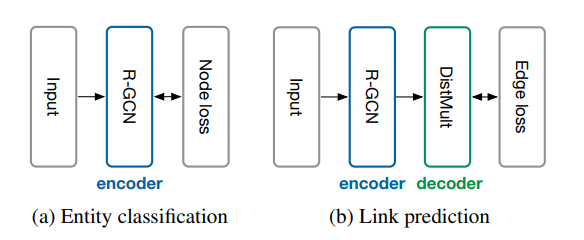 Input
R-GCN
Node loss
encoder
(a) Entity classification
Input
R-GCN
DistMult
Edge loss
encoder decoder
(b) Link prediction